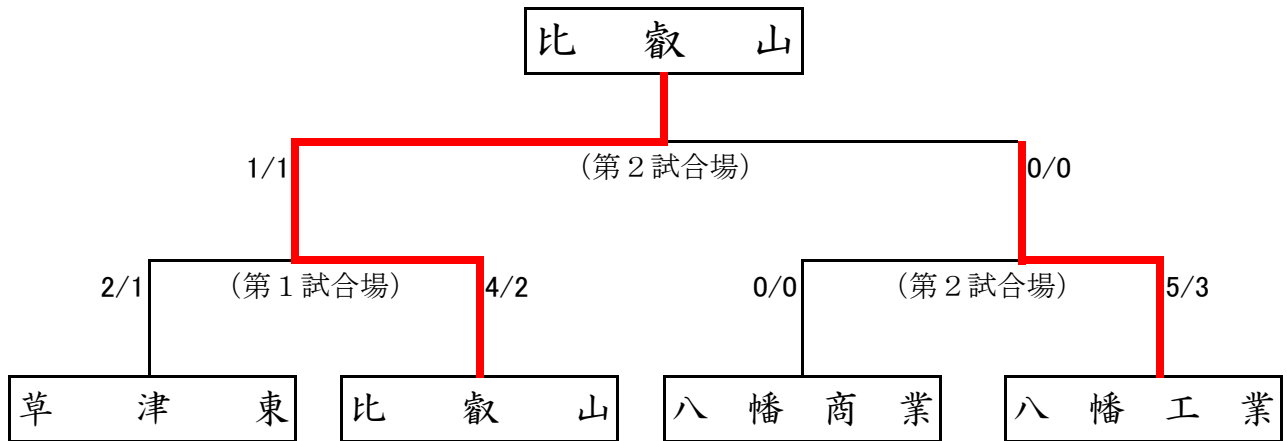 比叡山
1/1 (第２試合場) 0/0
2/1 (第１試合場) 4/2 0/0 (第２試合場) 5/3
草津東 比叡山 八幡商業 八幡工業